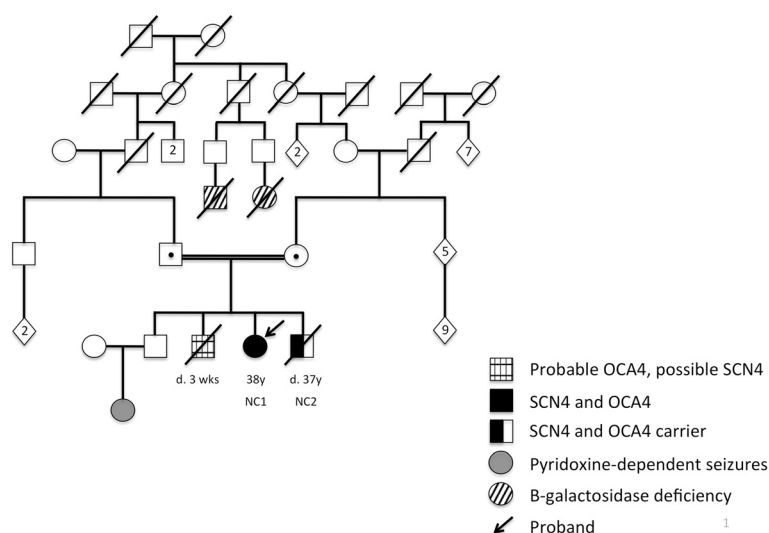 2
2
7
5
2
9
d. 3 wks
38y
d. 37y
NC1
NC2
Probable OCA4, possible SCN4
SCN4 and OCA4
SCN4 and OCA4 carrier
Pyridoxine-dependent seizures
B-galactosidase deficiency
Proband
1